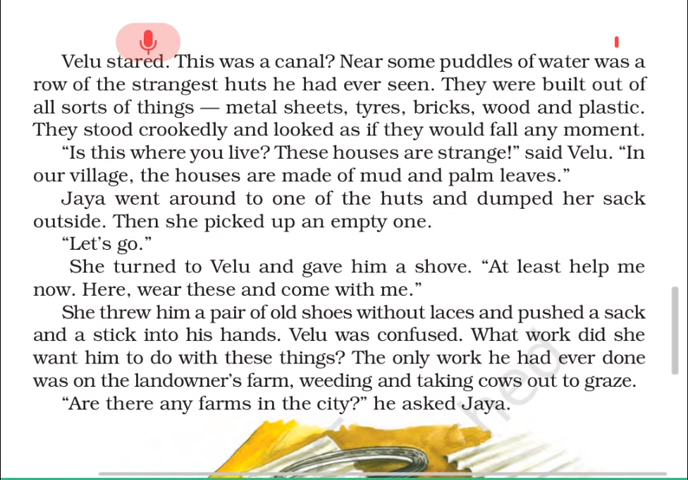 Velu stared. This was a canal? Near some puddles of water was a
row of the strangest huts he had ever seen. They were built out of
all sorts of things — metal sheets, tyres, bricks, wood and plastic.
They stood crookedly and looked as if they would fall any moment.
“Is this where you live? These houses are strange!” said Velu. “In
our village, the houses are made of mud and palm leaves.”
Jaya went around to one of the huts and dumped her sack
outside. Then she picked up an empty one.
“Let’s go.”
She turned to Velu and gave him a shove. “At least help me
now. Here, wear these and come with me.”
She threw him a pair of old shoes without laces and pushed a sack
and a stick into his hands. Velu was confused. What work did she
want him to do with these things? The only work he had ever done
was on the landowner’s farm, weeding and taking cows out to graze.
“Are there any farms in the city?” he asked Jaya.